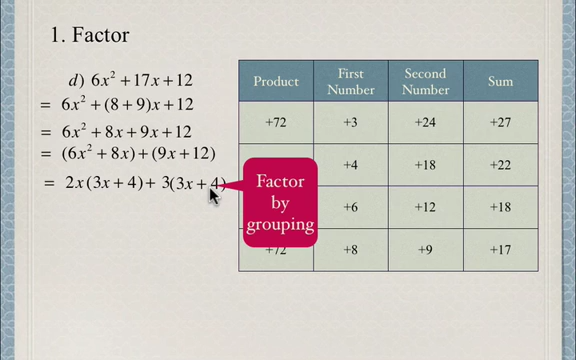 1. Factor
d) 6x² + 17x + 12
= 6x² + (8 + 9)x + 12
= 6x² + 8x + 9x + 12
= (6x² + 8x) + (9x + 12)
= 2x(3x + 4) + 3(3x + 4)
Factor
by
grouping
Product First Number Second Number Sum
+72 +3 +24 +27
+4 +18 +22
+6 +12 +18
+72 +8 +9 +17